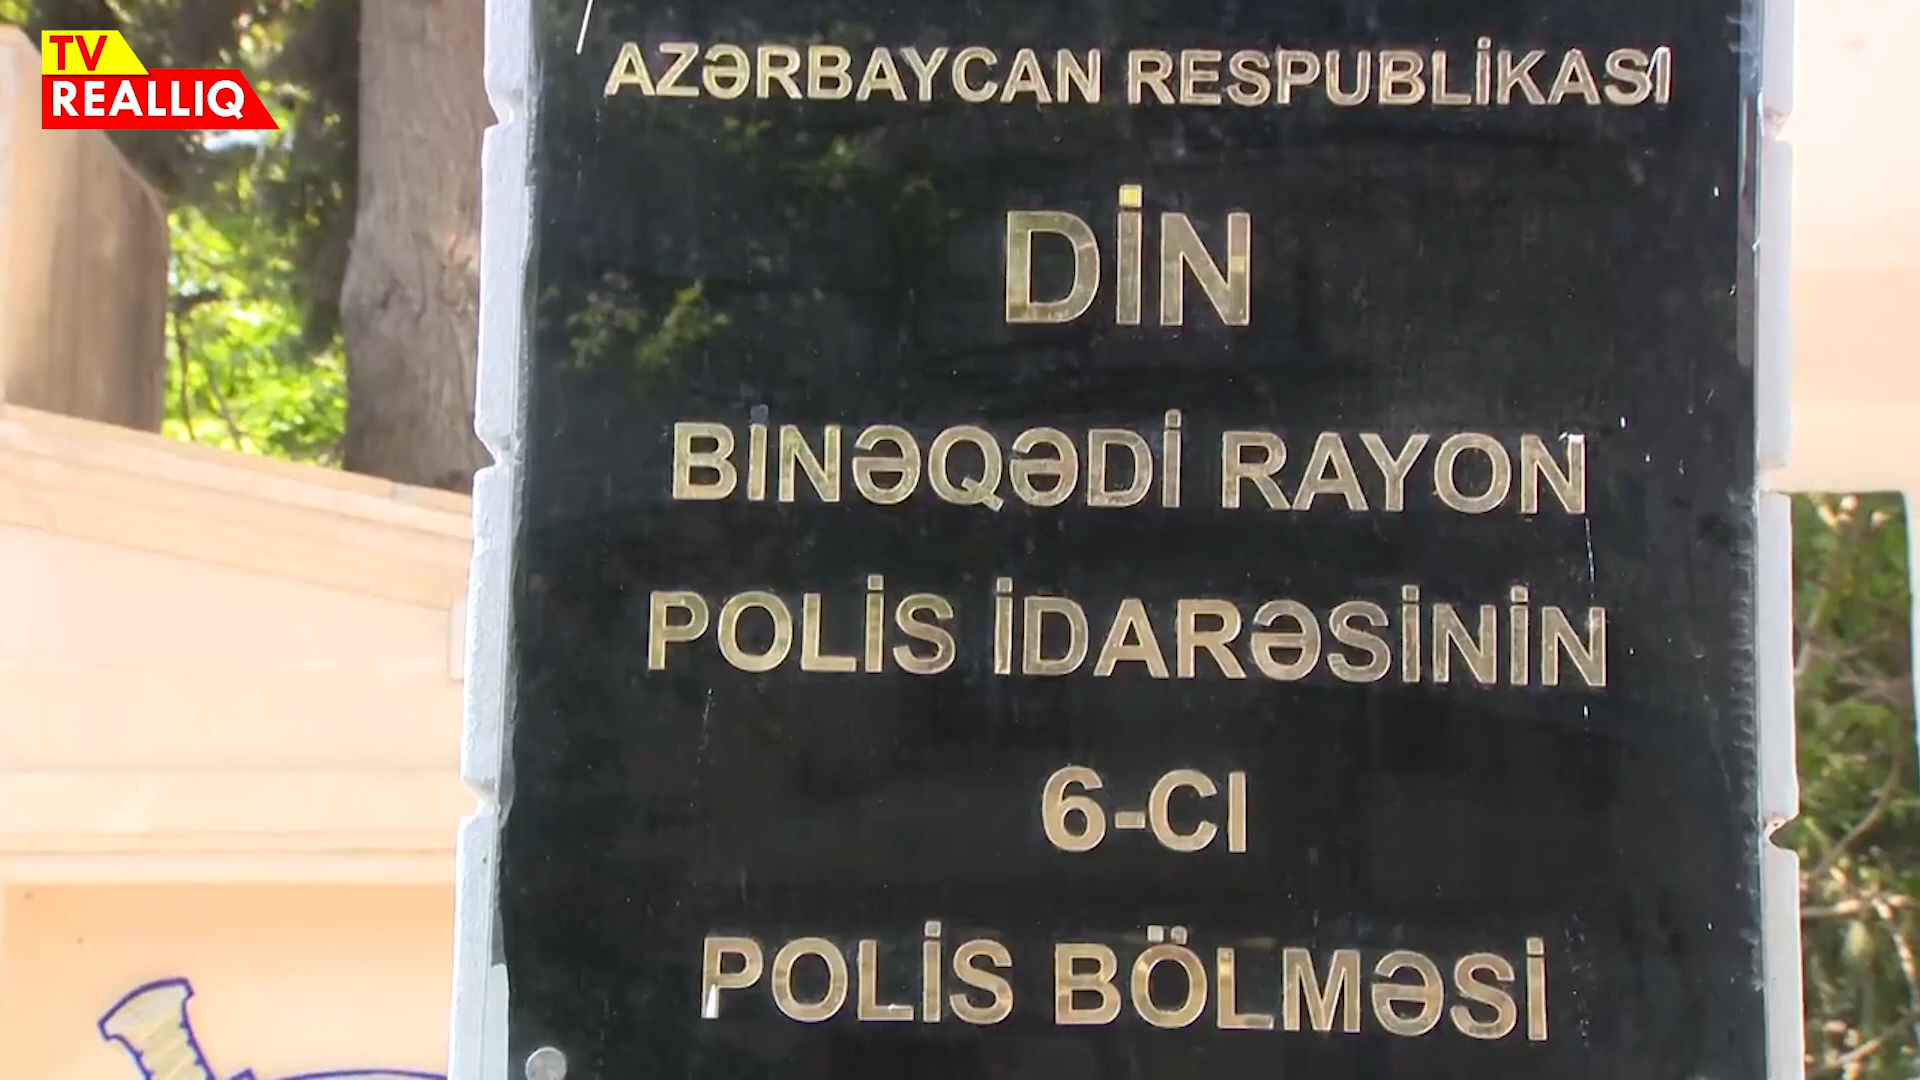 TV
REALLIQ
AZƏRBAYCAN RESPUBLİKASI
DİN
BİNƏQƏDİ RAYON
POLİS İDARƏSİNİN
6-CI
POLİS BÖLMƏSİ